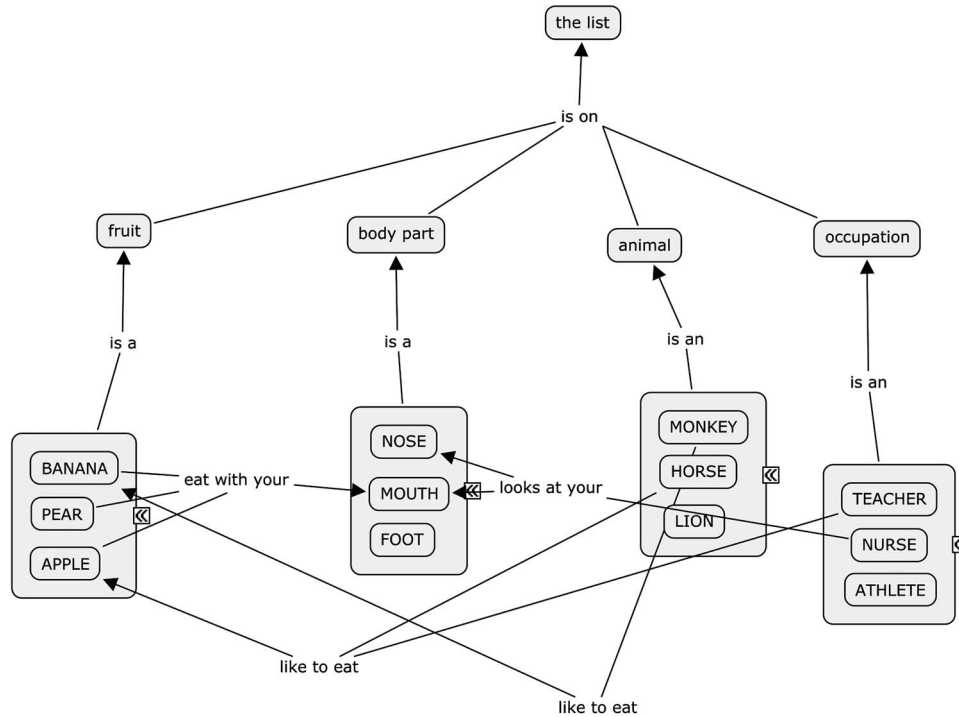 the list
is on
fruit
body part
animal
occupation
is a
is a
is an
is an
BANANA
PEAR
APPLE
eat with your
NOSE
MOUTH
FOOT
looks at your
MONKEY
HORSE
LION
TEACHER
NURSE
ATHLETE
like to eat
like to eat